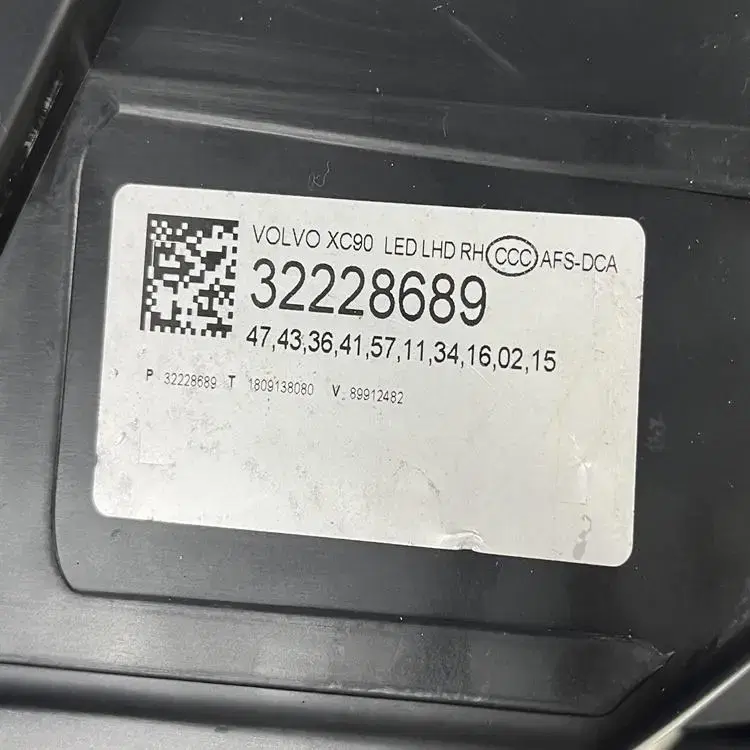 VOLVO XC90 LED LHD RH CCC AFS-DCA
32228689
47,43,36,41,57,11,34,16,02,15
P 32228689 T 1809138080 V 89912482